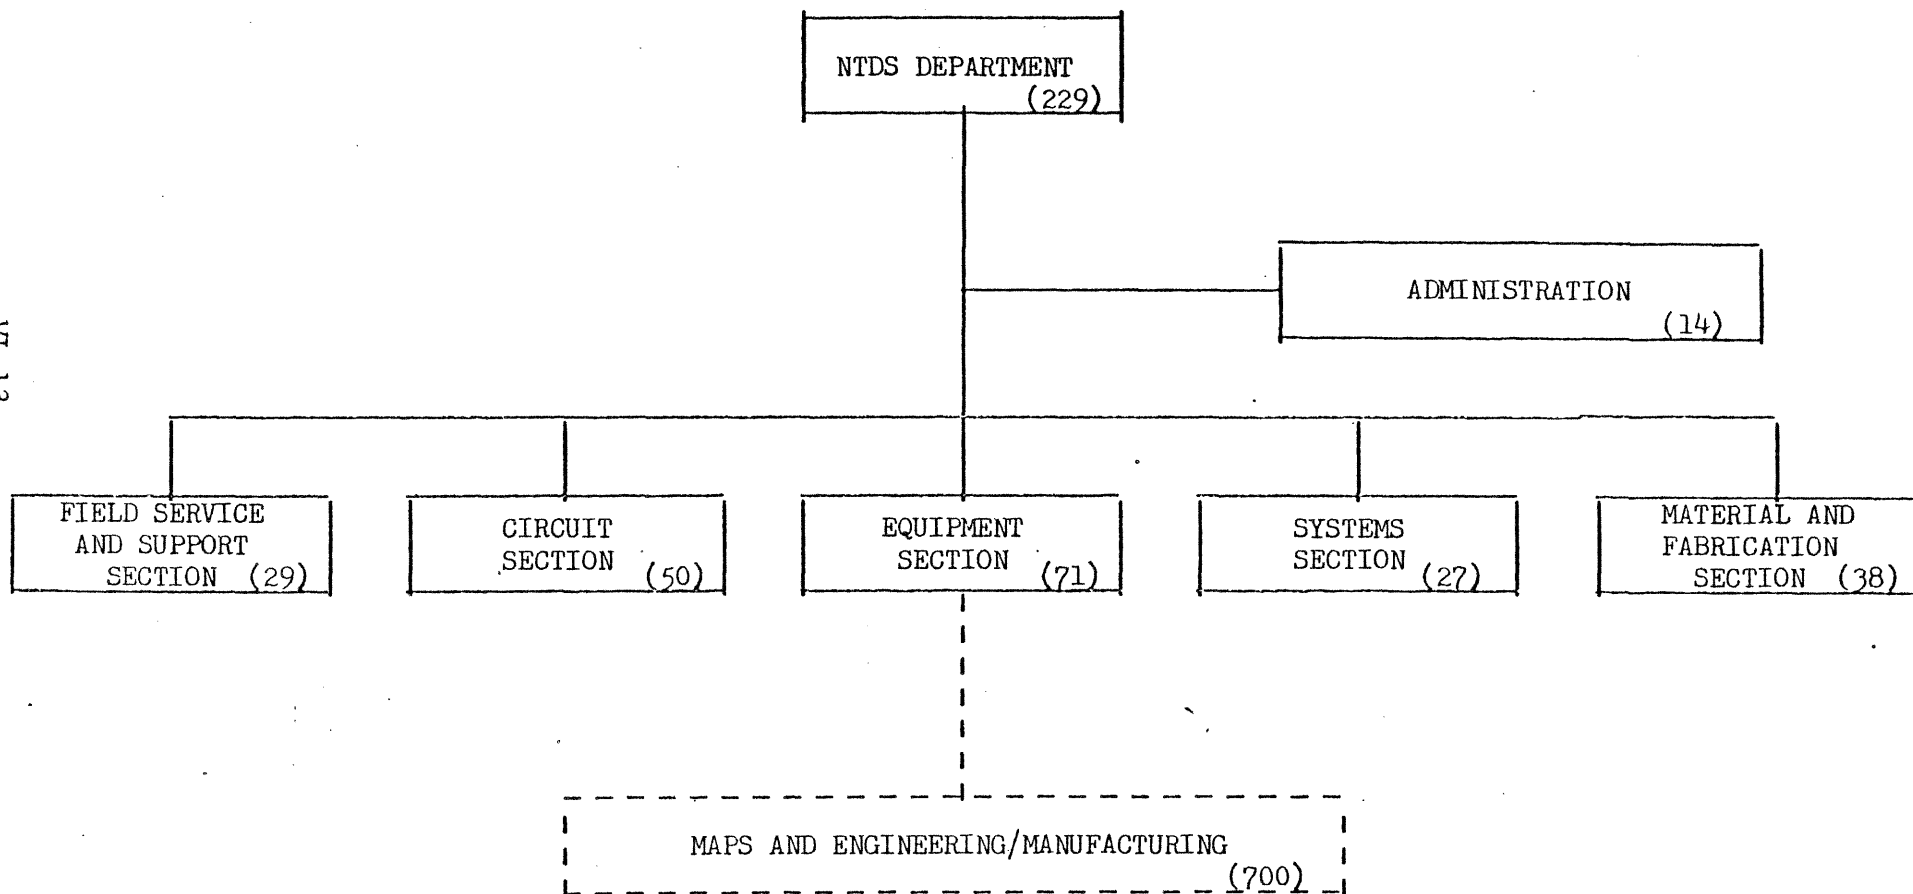 NTDS DEPARTMENT
(229)
ADMINISTRATION
(14)
FIELD SERVICE
AND SUPPORT
SECTION (29)
CIRCUIT
SECTION
(50)
EQUIPMENT
SECTION
(71)
SYSTEMS
SECTION
(27)
MATERIAL AND
FABRICATION
SECTION (38)
MAPS AND ENGINEERING/MANUFACTURING
(700)